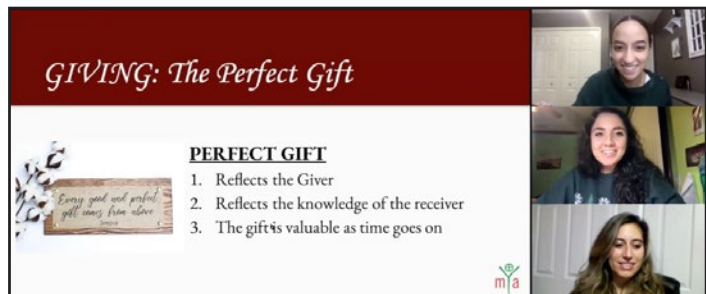 GIVING: The Perfect Gift
PERFECT GIFT
1. Reflects the Giver
2. Reflects the knowledge of the receiver
3. The gift is valuable as time goes on
Every good and perfect
gift comes from above
mya